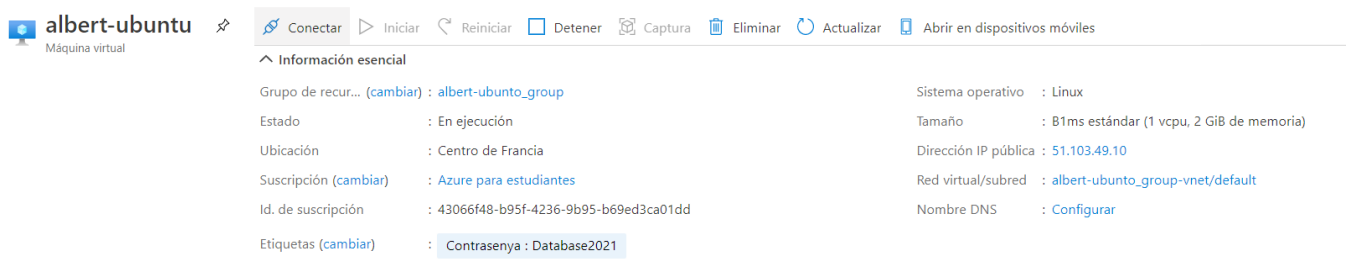 albert-ubuntu
Máquina virtual
Conectar Iniciar Reiniciar Detener Captura Eliminar Actualizar Abrir en dispositivos móviles
Información esencial
Grupo de recur... (cambiar) : albert-ubunto_group
Sistema operativo : Linux
Estado : En ejecución
Tamaño : B1ms estándar (1 vcpu, 2 GiB de memoria)
Ubicación : Centro de Francia
Dirección IP pública : 51.103.49.10
Suscripción (cambiar) : Azure para estudiantes
Red virtual/subred : albert-ubunto_group-vnet/default
Id. de suscripción : 43066f48-b95f-4236-9b95-b69ed3ca01dd
Nombre DNS : Configurar
Etiquetas (cambiar) : Contrasenya : Database2021